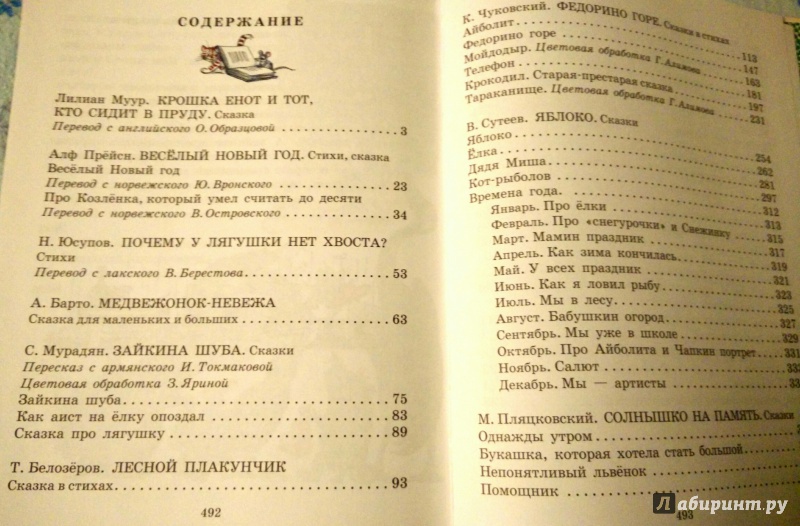 СОДЕРЖАНИЕ
Лилиан Муур. КРОШКА ЕНОТ И ТОТ,
КТО СИДИТ В ПРУДУ. Сказка
Перевод с английского О. Образцовой 3
Алф Прёйсн. ВЕСЁЛЫЙ НОВЫЙ ГОД. Стихи, сказка
Весёлый Новый год
Перевод с норвежского Ю. Вронского 23
Про Козлёнка, который умел считать до десяти
Перевод с норвежского В. Островского 34
Н. Юсупов. ПОЧЕМУ У ЛЯГУШКИ НЕТ ХВОСТА?
Стихи
Перевод с лакского В. Берестова 53
А. Барто. МЕДВЕЖОНОК-НЕВЕЖА
Сказка для маленьких и больших 63
С. Мурадян. ЗАЙКИНА ШУБА. Сказки
Пересказ с армянского И. Токмаковой
Цветовая обработка З. Яриной
Зайкина шуба 75
Как аист на ёлку опоздал 83
Сказка про лягушку 89
Т. Белозёров. ЛЕСНОЙ ПЛАКУНЧИК
Сказка в стихах 93
492
К. Чуковский. ФЕДОРИНО ГОРЕ. Сказки в стихах
Айболит 113
Федорино горе 147
Мойдодыр. Цветовая обработка Г. Алимова 163
Телефон 181
Крокодил. Старая-престарая сказка 197
Тараканище. Цветовая обработка Г. Алимова 231
В. Сутеев. ЯБЛОКО. Сказки
Яблоко 254
Ёлка 262
Дядя Миша 281
Кот-рыболов 297
Времена года.
Январь. Про ёлки 312
Февраль. Про «снегурочки» и Снежинку 313
Март. Мамин праздник 315
Апрель. Как зима кончилась 317
Май. У всех праздник 319
Июнь. Как я ловил рыбу 321
Июль. Мы в лесу 323
Август. Бабушкин огород 325
Сентябрь. Мы уже в школе 327
Октябрь. Про Айболита и Чапкин портрет 331
Ноябрь. Салют
Декабрь. Мы — артисты
М. Пляцковский. СОЛНЫШКО НА ПАМЯТЬ. Сказки
Однажды утром
Букашка, которая хотела стать большой
Непонятливый львёнок
Помощник
493
Лабиринт.ру